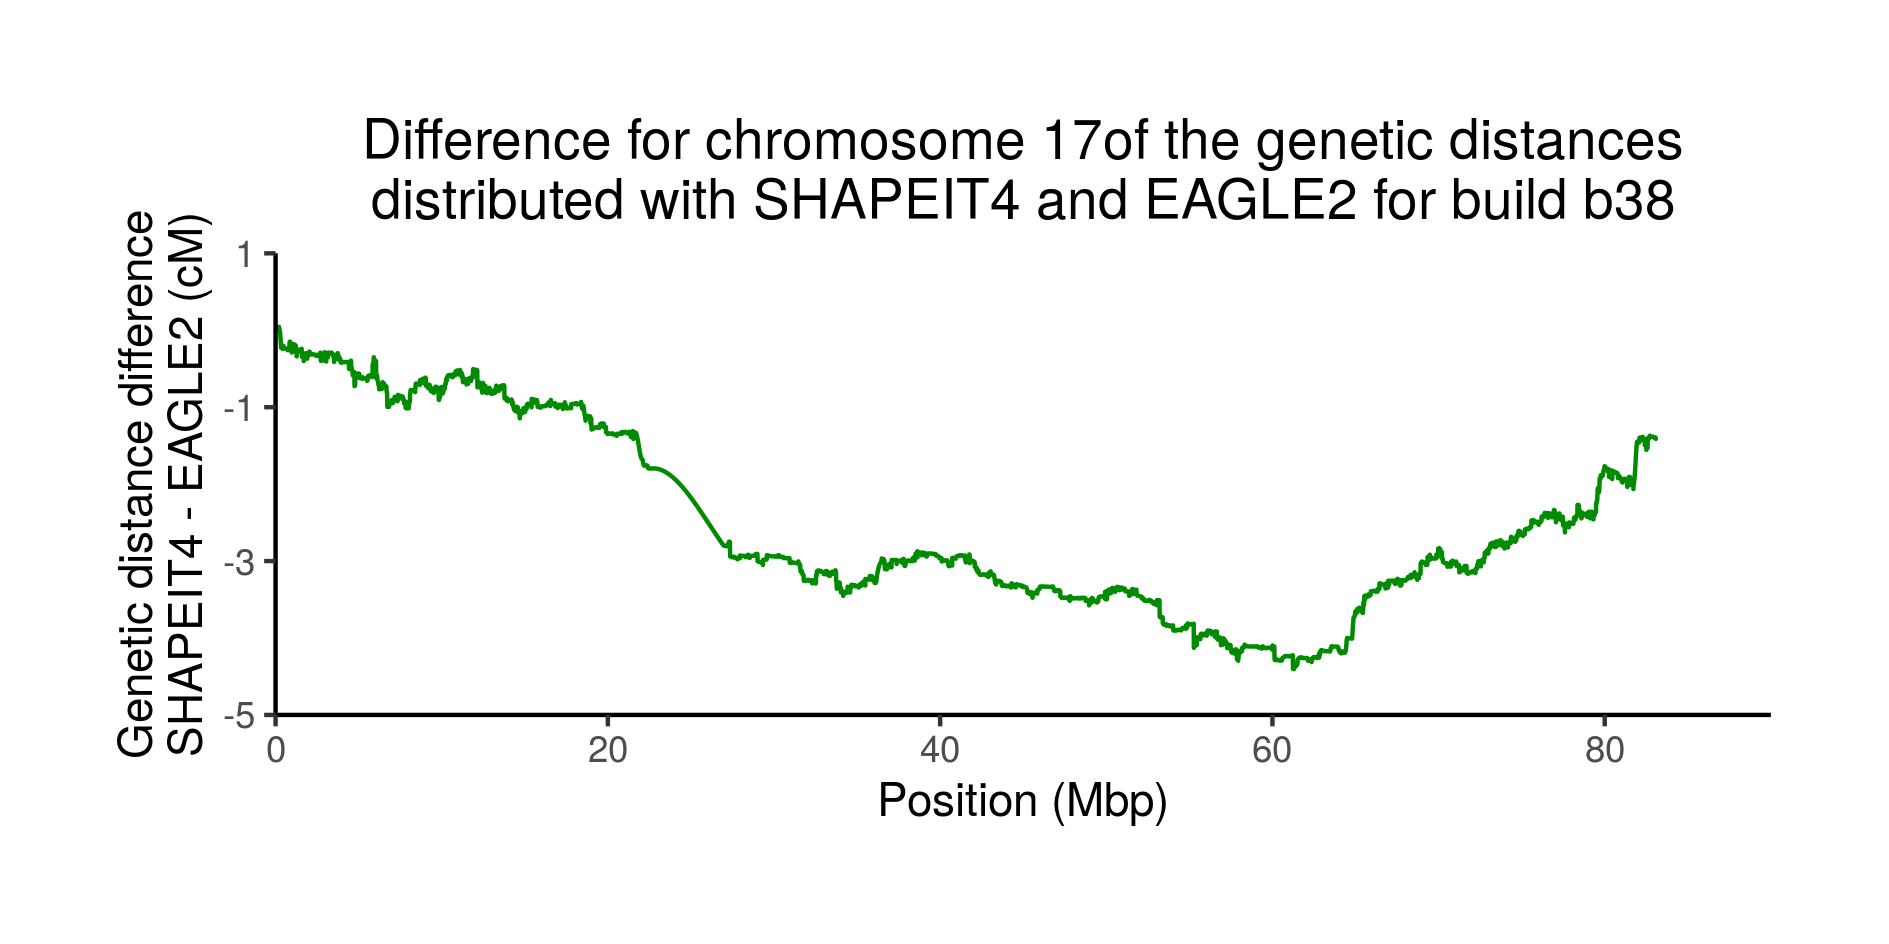 Difference for chromosome 17of the genetic distances
distributed with SHAPEIT4 and EAGLE2 for build b38
Genetic distance difference
SHAPEIT4 - EAGLE2 (cM)
1
-1
-3
-5
0
20
40
60
80
Position (Mbp)